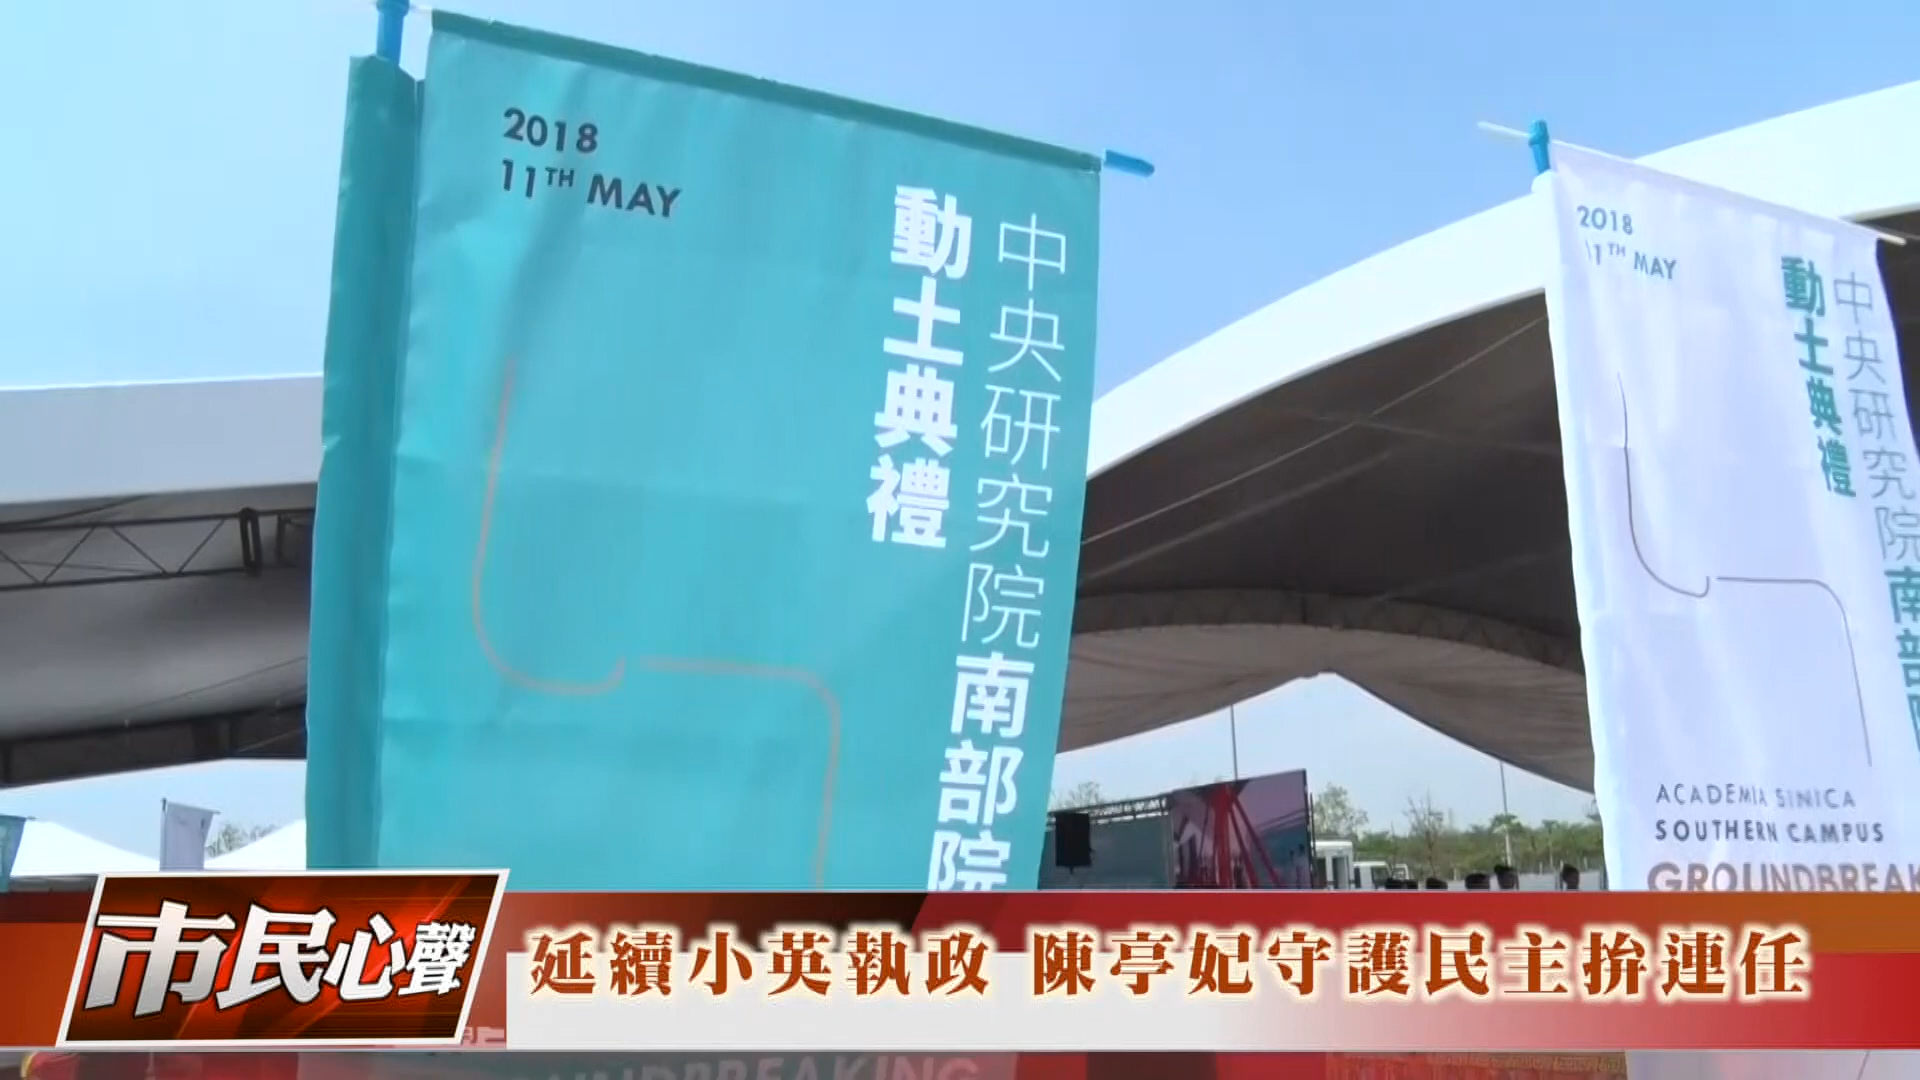 2018
11TH MAY
中央研究院南部院
動土典禮
2018
11TH MAY
中央研究院南部院
動土典禮
ACADEMIA SINICA
SOUTHERN CAMPUS
GROUNDBREAK
市民心聲
延續小英執政 陳亭妃守護民主拚連任